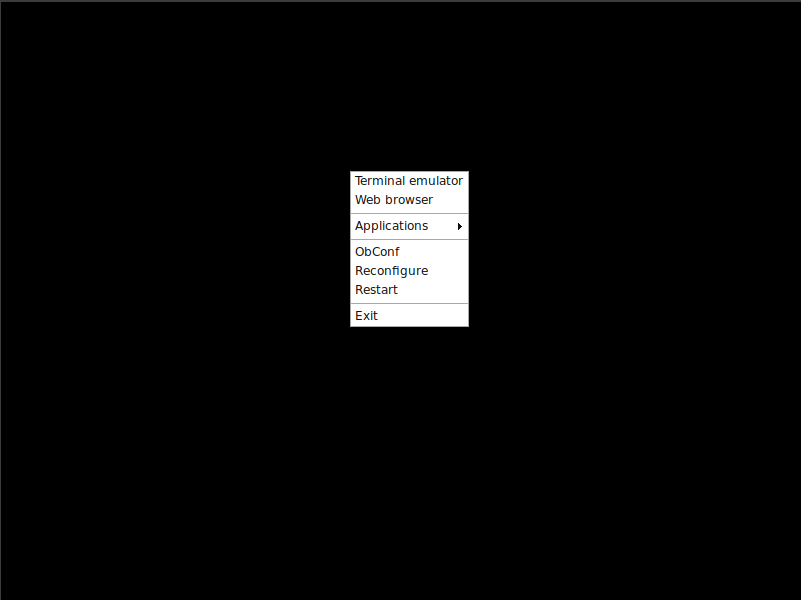 Terminal emulator
Web browser
Applications
ObConf
Reconfigure
Restart
Exit